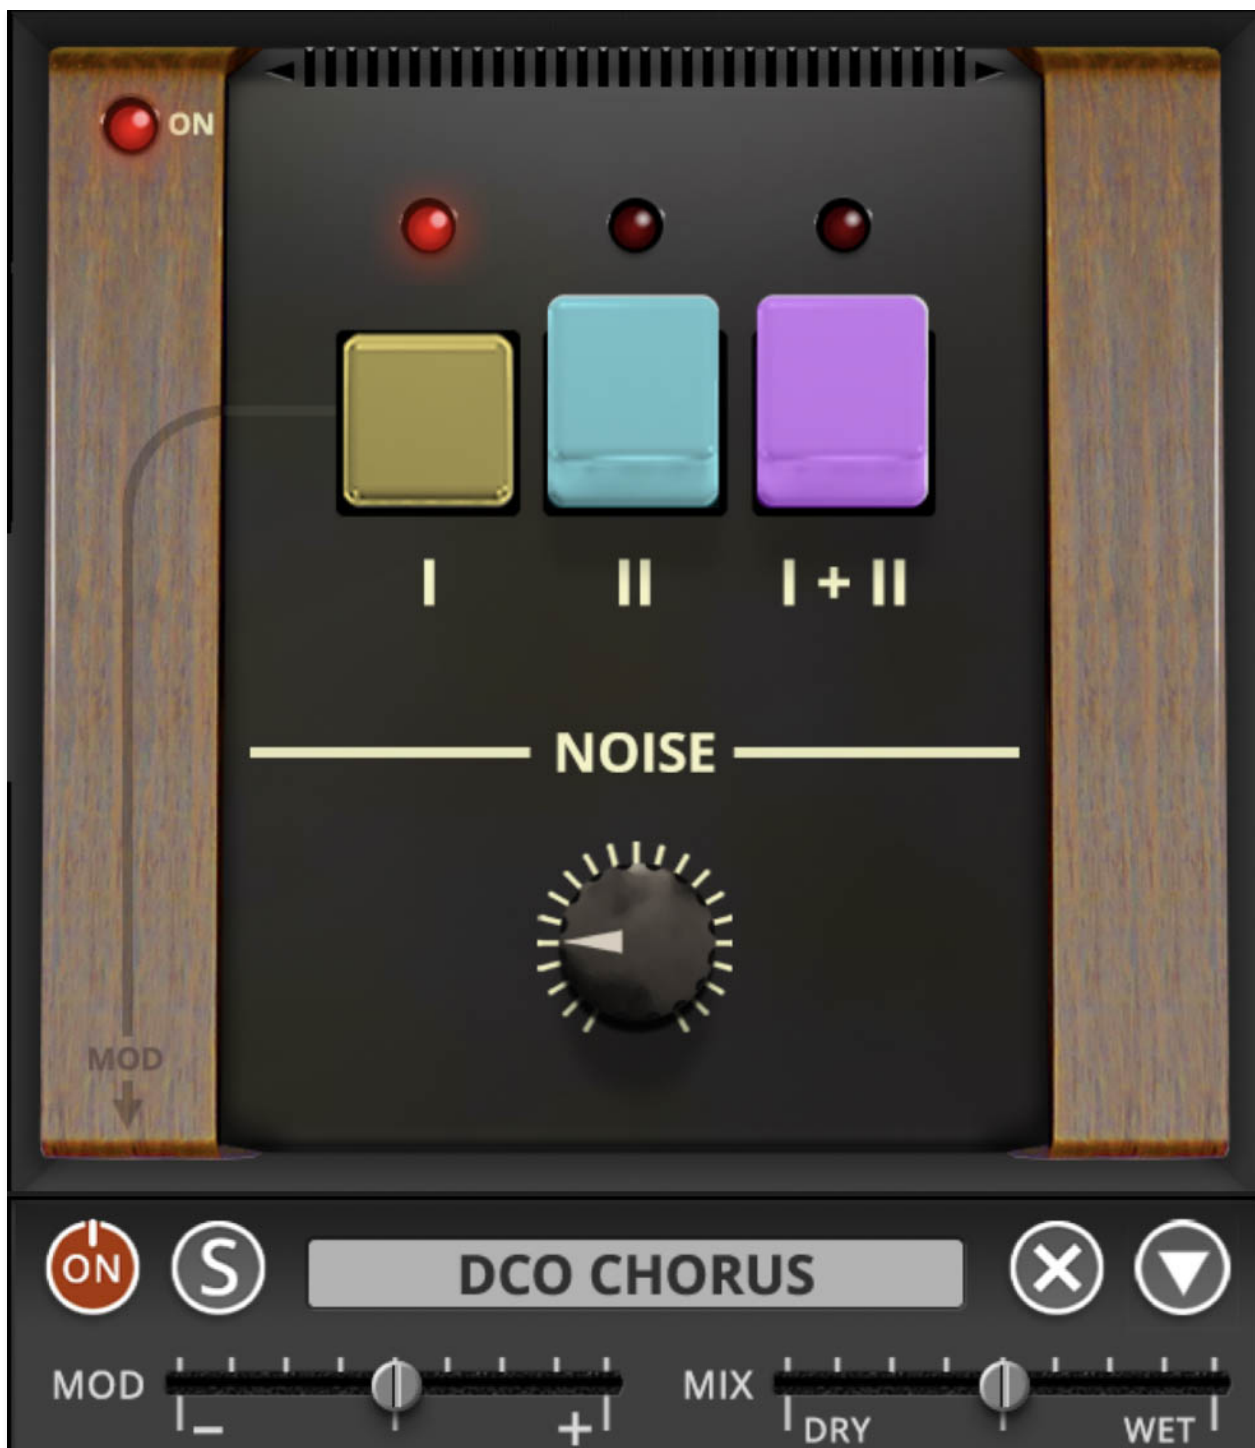 ON
I II I + II
NOISE
MOD
ON S DCO CHORUS
MOD MIX
− + DRY WET